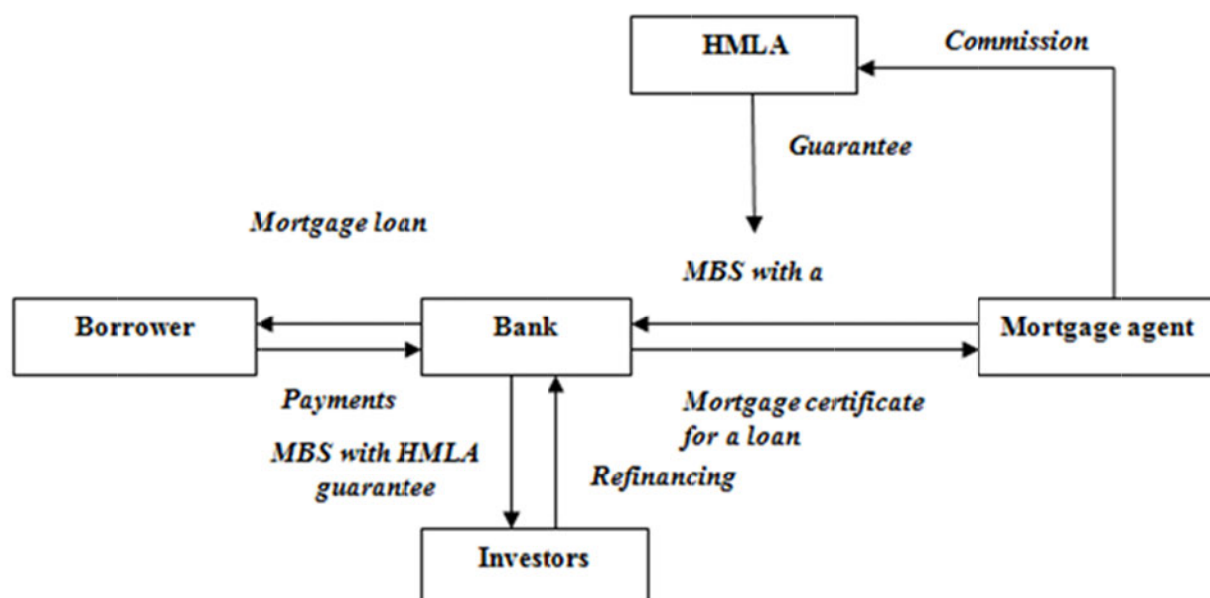 HMLA
Commission
Guarantee
Mortgage loan
MBS with a
Borrower
Bank
Mortgage agent
Payments
Mortgage certificate
for a loan
MBS with HMLA
guarantee
Refinancing
Investors